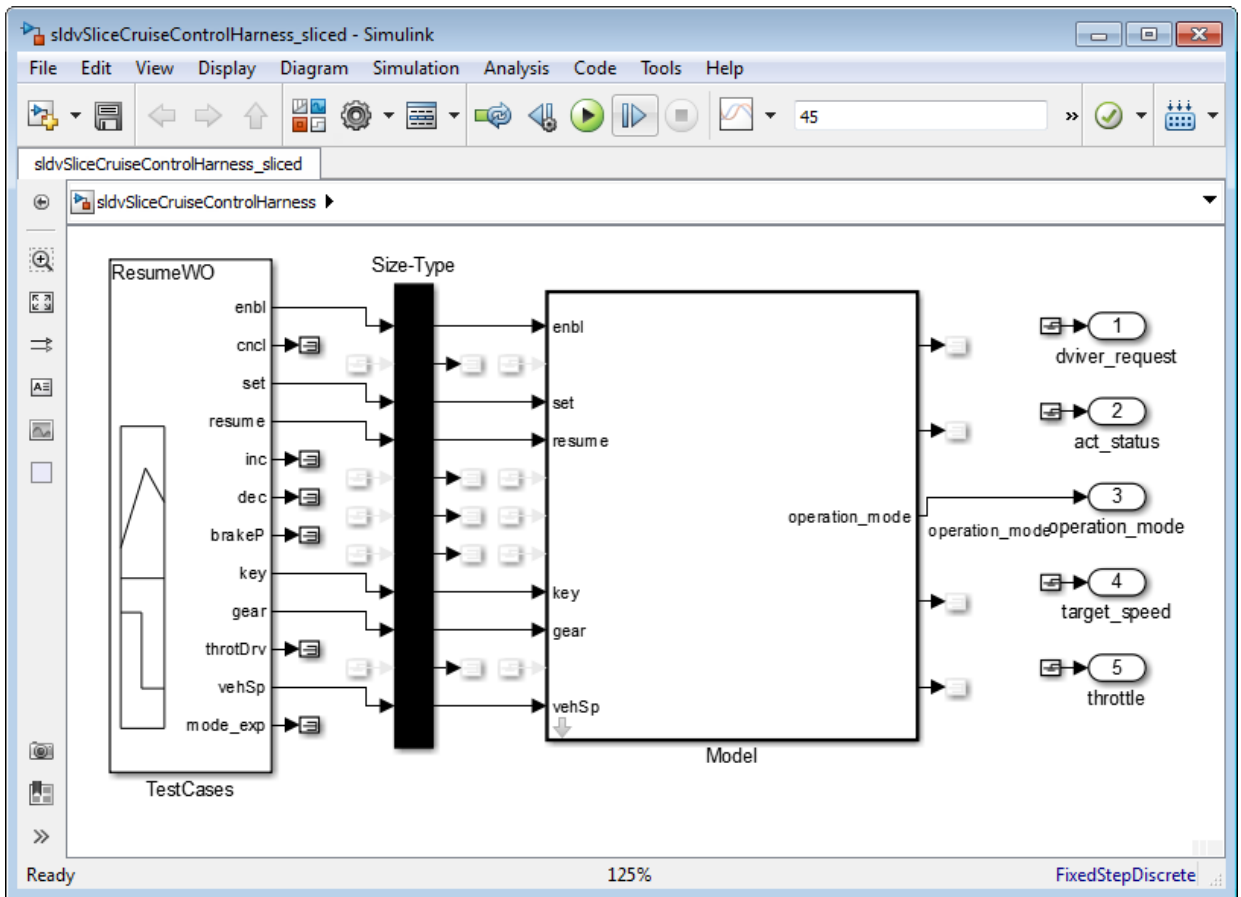 sldvSliceCruiseControlHarness_sliced - Simulink
File Edit View Display Diagram Simulation Analysis Code Tools Help
45
»
sldvSliceCruiseControlHarness_sliced
sldvSliceCruiseControlHarness
ResumeWO
Size-Type
enbl
enbl
1
cncl
dviver_request
set
set
2
resume
resume
act_status
inc
dec
3
operation_mode
operation_mode
operation_mode
brakeP
key
key
4
gear
gear
target_speed
throtDrv
5
vehSp
vehSp
throttle
mode_exp
Model
TestCases
A
»
Ready 125% FixedStepDiscrete